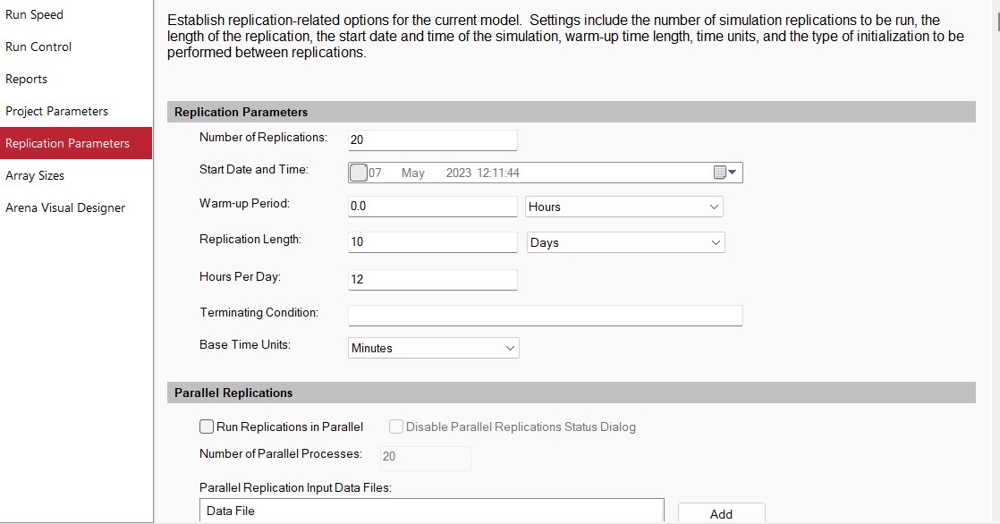 Run Speed
Run Control
Reports
Project Parameters
Replication Parameters
Array Sizes
Arena Visual Designer
Establish replication-related options for the current model.  Settings include the number of simulation replications to be run, the
length of the replication, the start date and time of the simulation, warm-up time length, time units, and the type of initialization to be
performed between replications.
Replication Parameters
Number of Replications: 20
Start Date and Time: 07 May 2023 12:11:44
Warm-up Period: 0.0 Hours
Replication Length: 10 Days
Hours Per Day: 12
Terminating Condition:
Base Time Units: Minutes
Parallel Replications
Run Replications in Parallel Disable Parallel Replications Status Dialog
Number of Parallel Processes: 20
Parallel Replication Input Data Files:
Data File Add